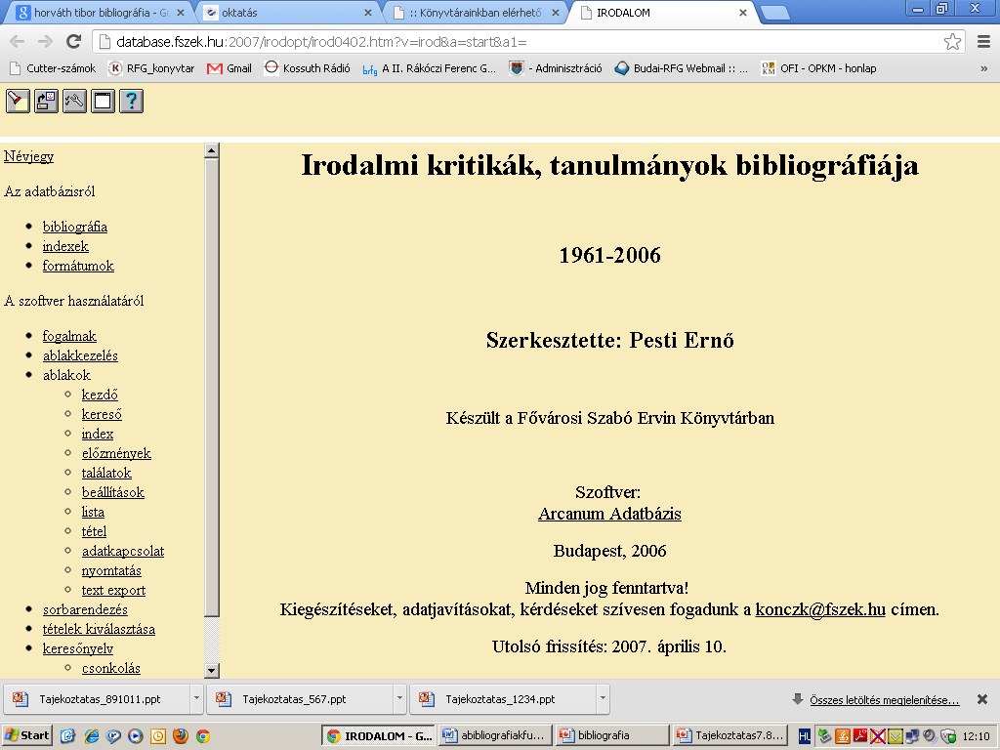 horváth tibor bibliográfia - G
oktatás
:: Könyvtárainkban elérhető
IRODALOM
database.fszek.hu:2007/irodopt/irod0402.htm?v=irod&a=start&a1=
Cutter-számok
RFG_konyvtar
Gmail
Kossuth Rádió
brfg
A II. Rákóczi Ferenc G...
- Adminisztráció
Budai-RFG Webmail :: ...
OFI - OPKM - honlap
»
Névjegy
Az adatbázisról
bibliográfia
indexek
formátumok
A szoftver használatáról
fogalmak
ablakkezelés
ablakok
kezdő
kereső
index
előzmények
találatok
beállítások
lista
tétel
adatkapcsolat
nyomtatás
text export
sorbarendezés
tételek kiválasztása
keresőnyelv
csonkolás
Irodalmi kritikák, tanulmányok bibliográfiája
1961-2006
Szerkesztette: Pesti Ernő
Készült a Fővárosi Szabó Ervin Könyvtárban
Szoftver:
Arcanum Adatbázis
Budapest, 2006
Minden jog fenntartva!
Kiegészítéseket, adatjavításokat, kérdéseket szívesen fogadunk a konczk@fszek.hu címen.
Utolsó frissítés: 2007. április 10.
Tajekoztatas_891011.ppt
Tajekoztatas_567.ppt
Tajekoztatas_1234.ppt
Összes letöltés megjelenítése...
Start
IRODALOM - G...
abibliografiakfu...
bibliografia
Tajekoztatas7.8...
HU
12:10